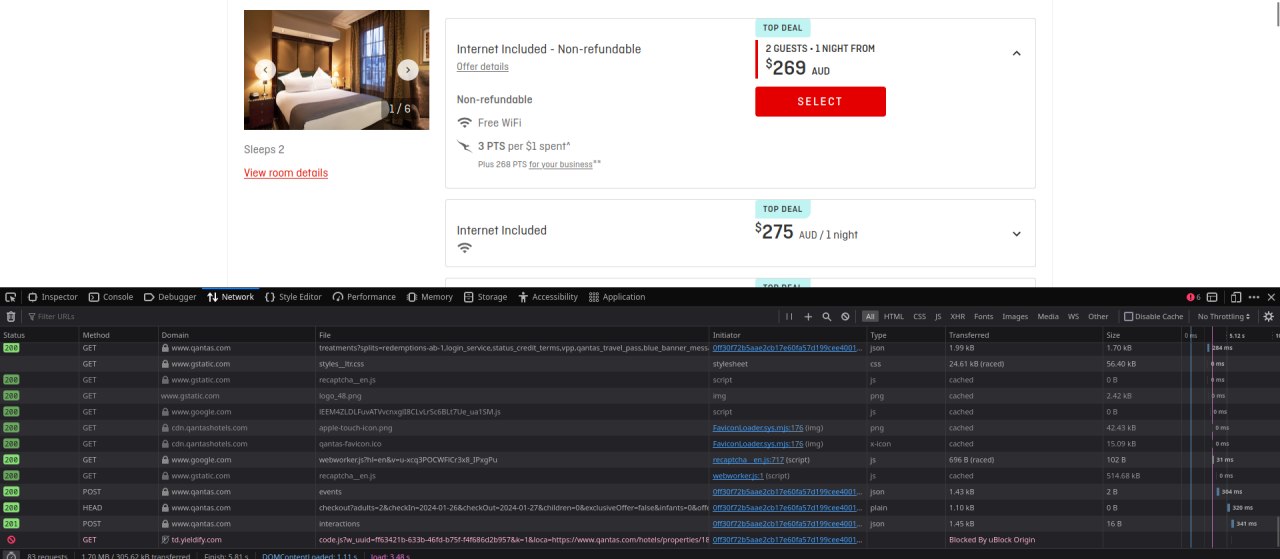 TOP DEAL
Internet Included - Non-refundable
Offer details
2 GUESTS • 1 NIGHT FROM
$269 AUD
SELECT
1 / 6
Non-refundable
Free WiFi
3 PTS per $1 spent^
Plus 268 PTS for your business**
Sleeps 2
View room details
TOP DEAL
Internet Included
$275 AUD / 1 night
TOP DEAL
Inspector Console Debugger Network Style Editor Performance Memory Storage Accessibility Application 6
Filter URLs All HTML CSS JS XHR Fonts Images Media WS Other Disable Cache No Throttling
Status Method Domain File Initiator Type Transferred Size 0 ms 5.12 s
200 GET www.qantas.com treatments?splits=redemptions-ab-1,login_service,status_credit_terms,vpp,qantas_travel_pass,blue_banner_mess 0ff30f72b5aae2cb17e60fa57d199cee4001... json 1.99 kB 1.70 kB 284 ms
GET www.gstatic.com styles__ltr.css stylesheet css 24.61 kB (raced) 56.40 kB 0 ms
200 GET www.gstatic.com recaptcha__en.js script js cached 0 B 0 ms
200 GET www.gstatic.com logo_48.png img png cached 2.42 kB 0 ms
200 GET www.google.com script js cached 0 B 0 ms
200 GET cdn.qantashotels.com apple-touch-icon.png FaviconLoader.sys.mjs:176 (img) png cached 42.43 kB 0 ms
200 GET cdn.qantashotels.com qantas-favicon.ico FaviconLoader.sys.mjs:176 (img) x-icon cached 15.09 kB 0 ms
200 GET www.google.com webworker.js?hl=en&v=u-xcq3POCWFlCr3x8_IPxgPu recaptcha__en.js:717 (script) js 696 B (raced) 102 B 31 ms
200 GET www.gstatic.com recaptcha__en.js webworker.js:1 (script) js cached 514.68 kB 0 ms
200 POST www.qantas.com events 0ff30f72b5aae2cb17e60fa57d199cee4001... json 1.43 kB 2 B 304 ms
200 HEAD www.qantas.com checkout?adults=2&checkIn=2024-01-26&checkOut=2024-01-27&children=0&exclusiveOffer=false&infants=0&offe 0ff30f72b5aae2cb17e60fa57d199cee4001... plain 1.10 kB 0 B 320 ms
201 POST www.qantas.com interactions 0ff30f72b5aae2cb17e60fa57d199cee4001... json 1.45 kB 16 B 341 ms
GET td.yieldify.com code.js?w_uuid=ff63421b-633b-46fd-b75f-f4f686d2b957&k=1&loca=https://www.qantas.com/hotels/properties/18 Blocked By uBlock Origin
83 requests 1.70 MB / 305.62 kB transferred Finish: 5.81 s DOMContentLoaded: 1.11 s load: 3.48 s